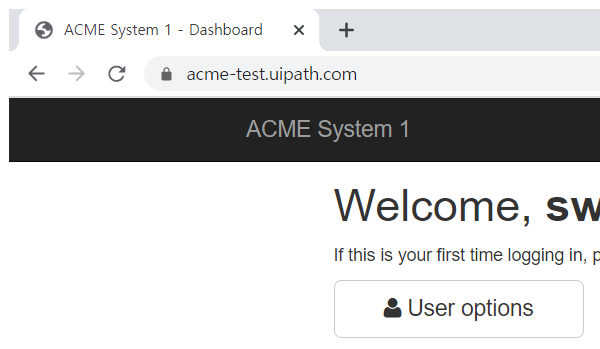 ACME System 1 - Dashboard
acme-test.uipath.com
ACME System 1
Welcome, sw
If this is your first time logging in, p
User options